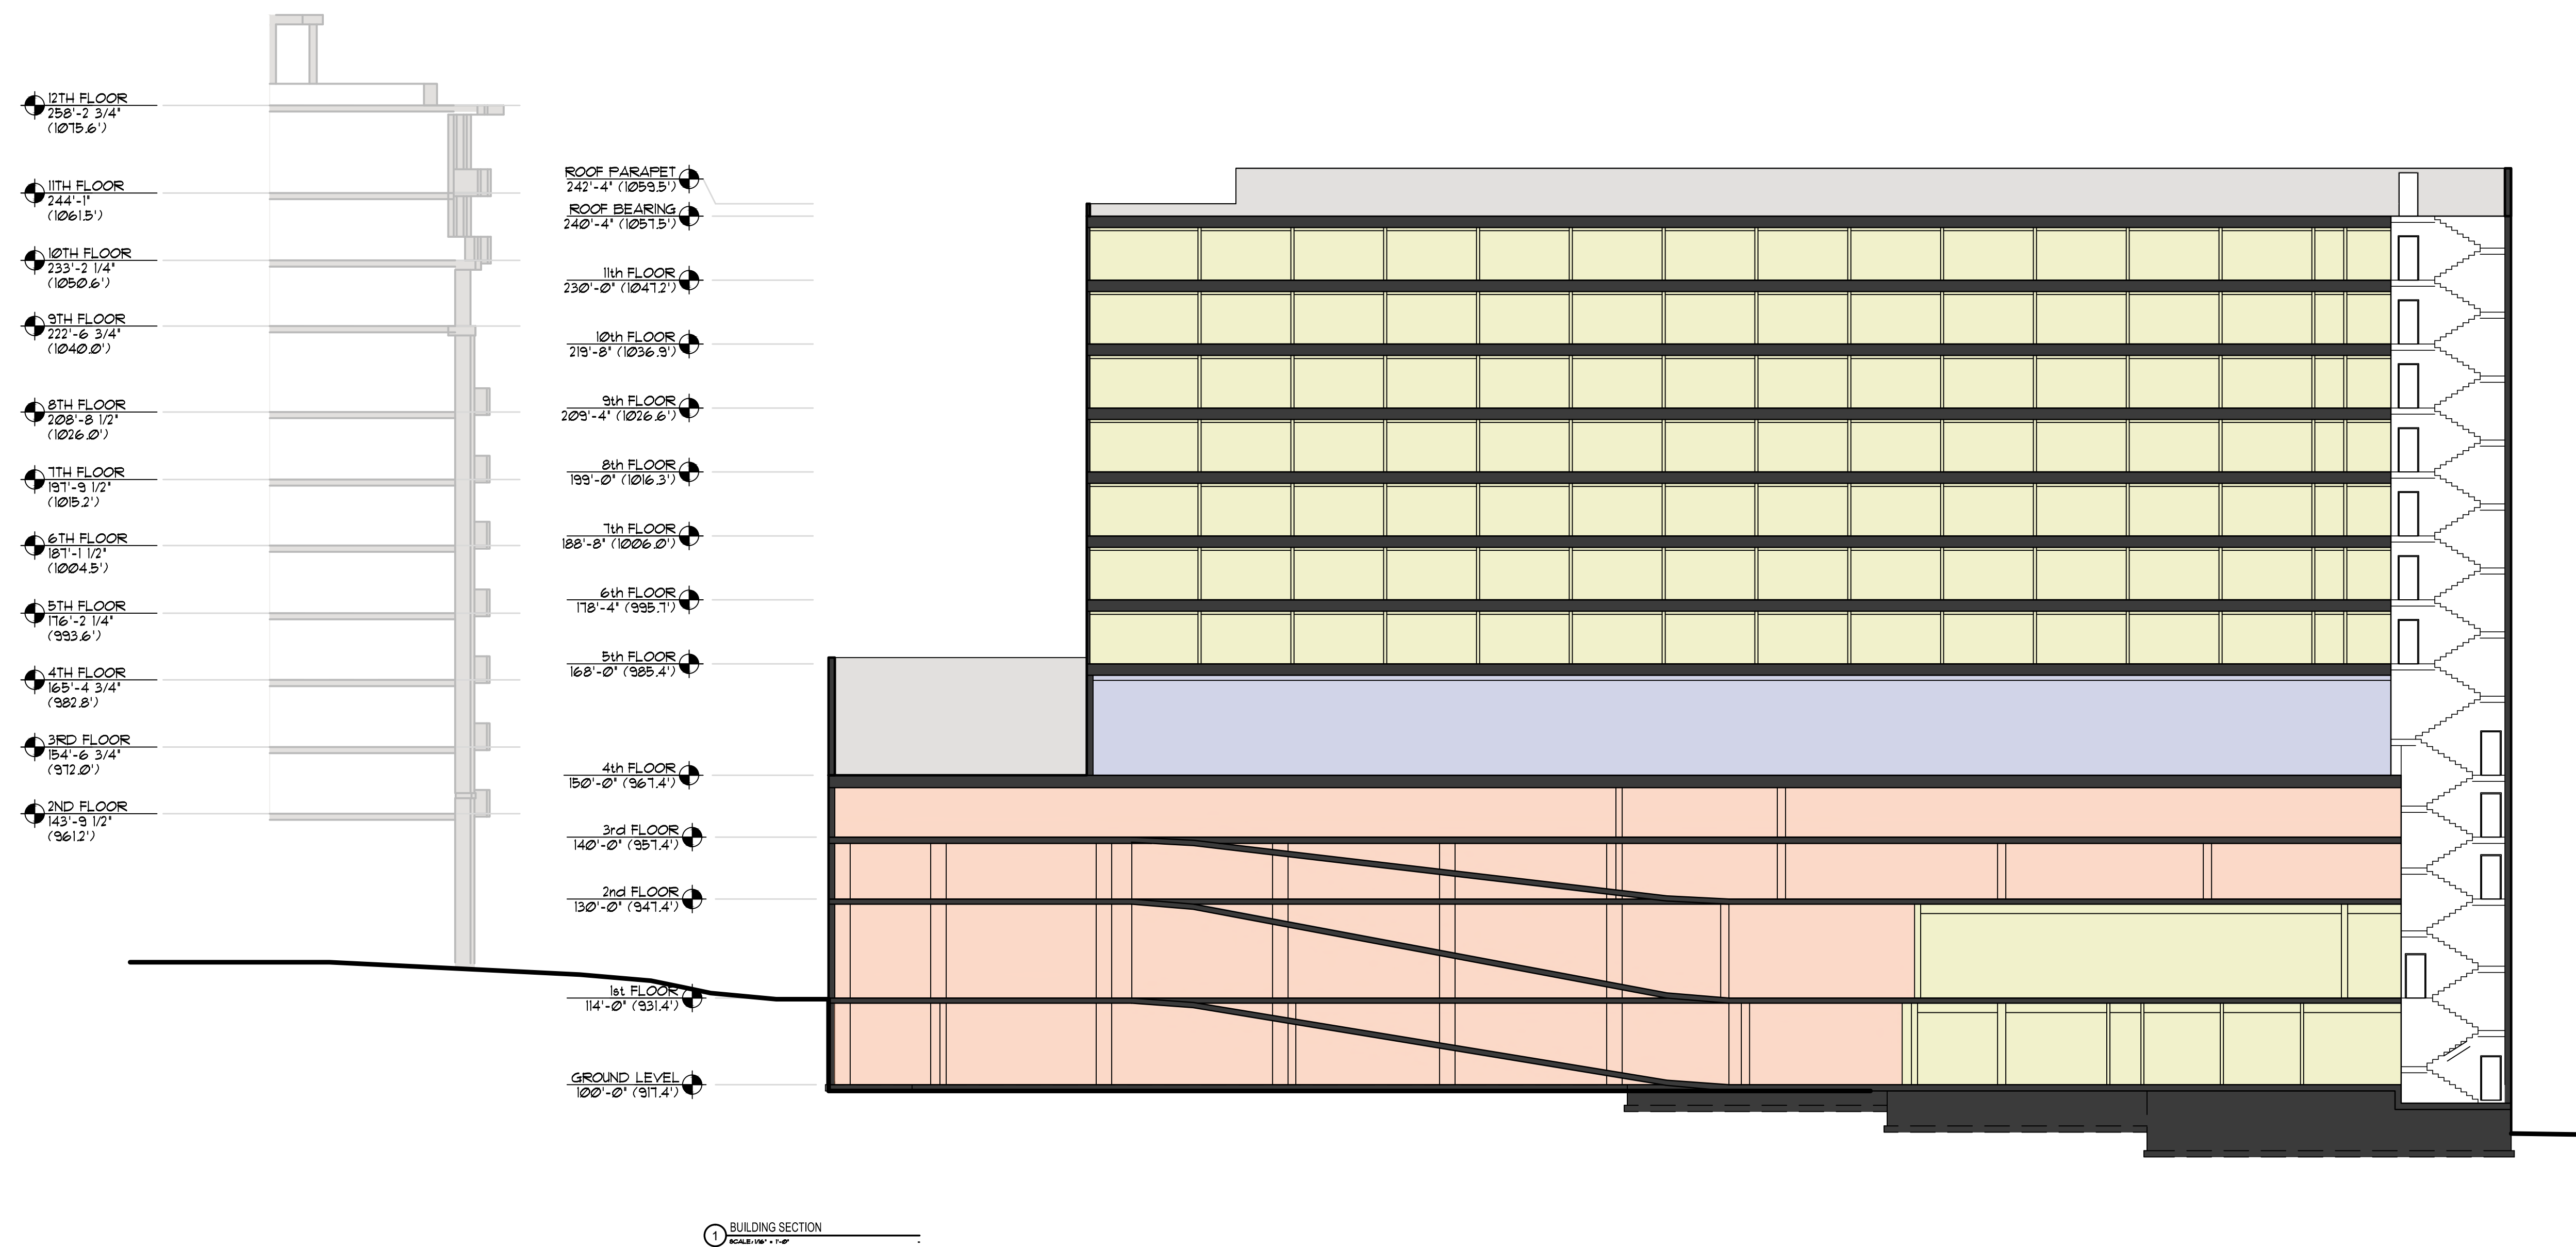 12TH FLOOR
258'-2 3/4"
(1075.6')
11TH FLOOR
244'-1"
(1061.5')
10TH FLOOR
233'-2 1/4"
(1050.6')
9TH FLOOR
222'-6 3/4"
(1040.0')
8TH FLOOR
208'-8 1/2"
(1026.0')
7TH FLOOR
197'-9 1/2"
(1015.2')
6TH FLOOR
187'-1 1/2"
(1004.5')
5TH FLOOR
176'-2 1/4"
(993.6')
4TH FLOOR
165'-4 3/4"
(982.8')
3RD FLOOR
154'-6 3/4"
(972.0')
2ND FLOOR
143'-9 1/2"
(961.2')
ROOF PARAPET
242'-4" (1059.5')
ROOF BEARING
240'-4" (1057.5')
11th FLOOR
230'-0" (1047.2')
10th FLOOR
219'-8" (1036.9')
9th FLOOR
209'-4" (1026.6')
8th FLOOR
199'-0" (1016.3')
7th FLOOR
188'-8" (1006.0')
6th FLOOR
178'-4" (995.7')
5th FLOOR
168'-0" (985.4')
4th FLOOR
150'-0" (967.4')
3rd FLOOR
140'-0" (957.4')
2nd FLOOR
130'-0" (947.4')
1st FLOOR
114'-0" (931.4')
GROUND LEVEL
100'-0" (917.4')
1 BUILDING SECTION
SCALE: 1/16" = 1'-0"